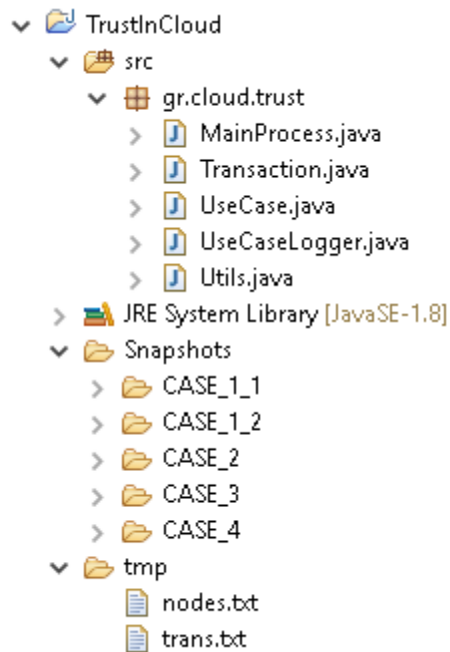 TrustInCloud
src
gr.cloud.trust
MainProcess.java
Transaction.java
UseCase.java
UseCaseLogger.java
Utils.java
JRE System Library [JavaSE-1.8]
Snapshots
CASE_1_1
CASE_1_2
CASE_2
CASE_3
CASE_4
tmp
nodes.txt
trans.txt